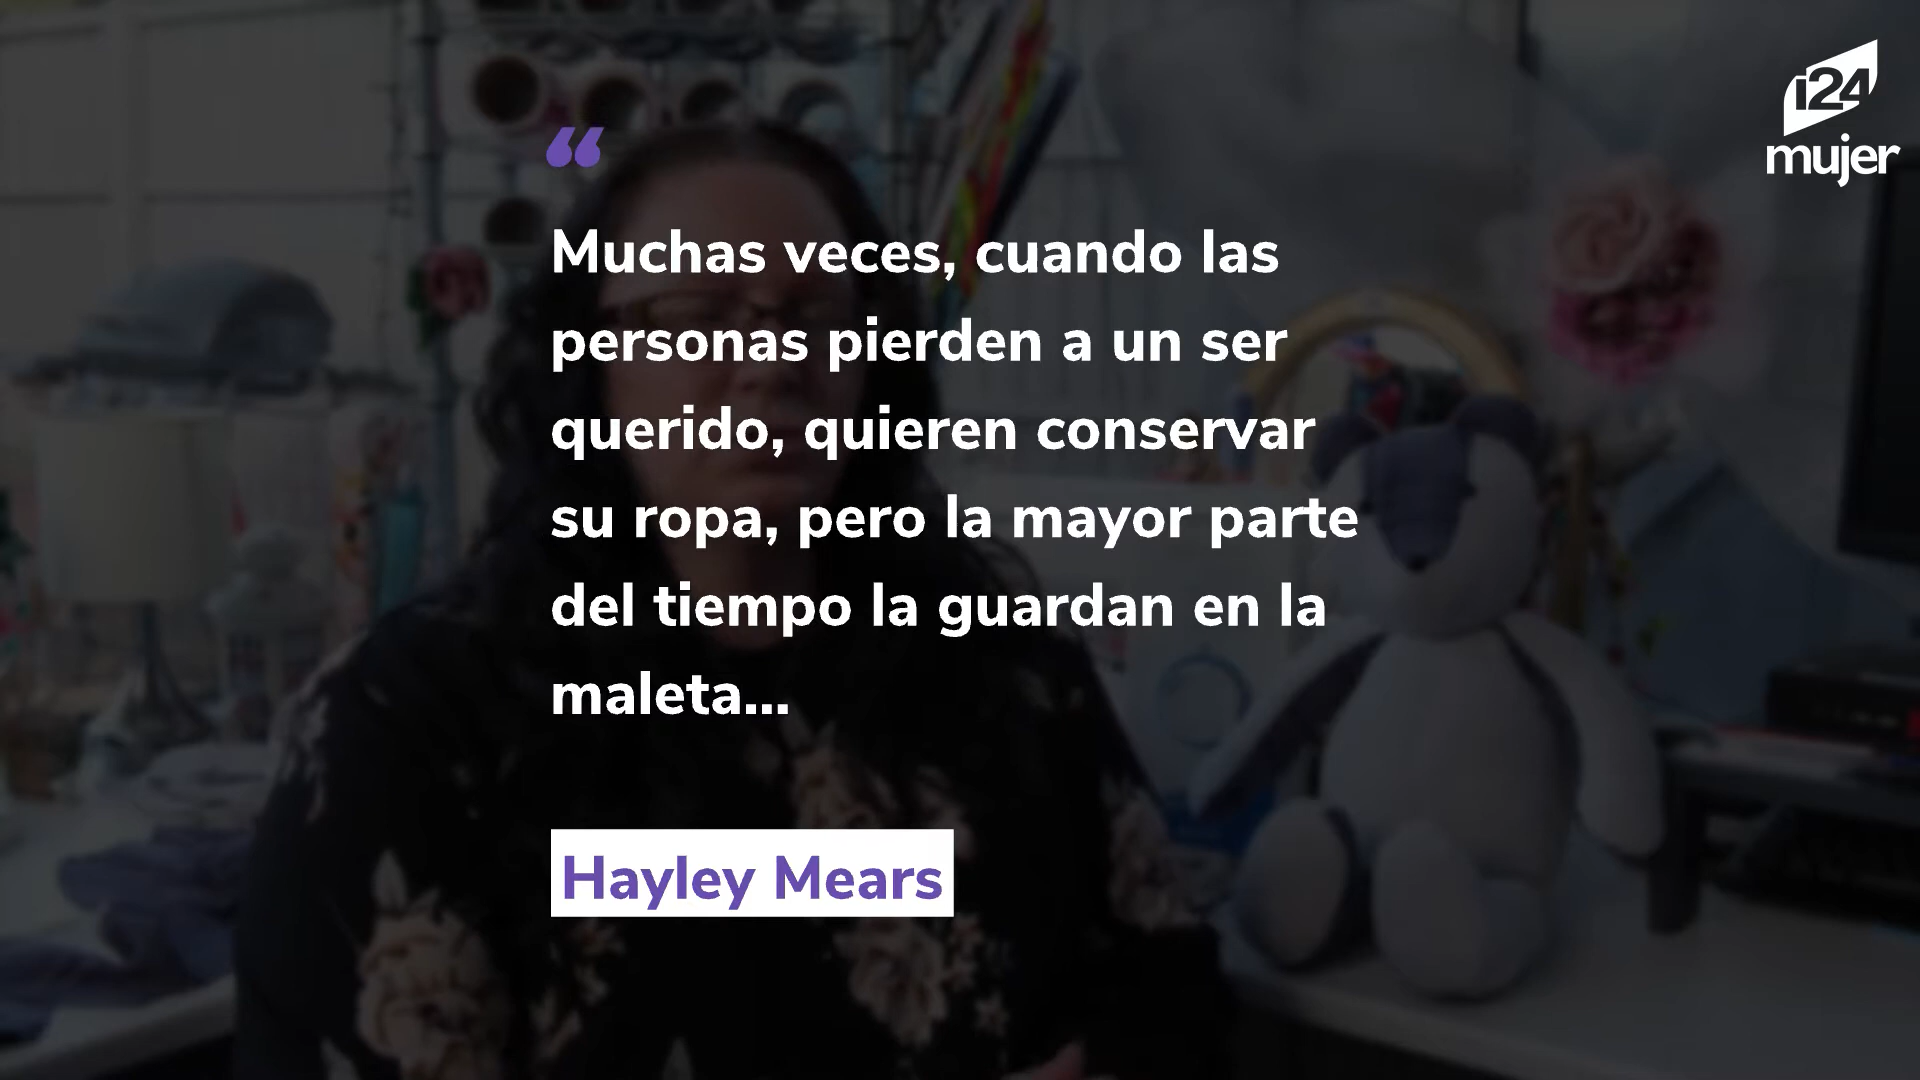 i24
mujer
“
Muchas veces, cuando las
personas pierden a un ser
querido, quieren conservar
su ropa, pero la mayor parte
del tiempo la guardan en la
maleta...
Hayley Mears